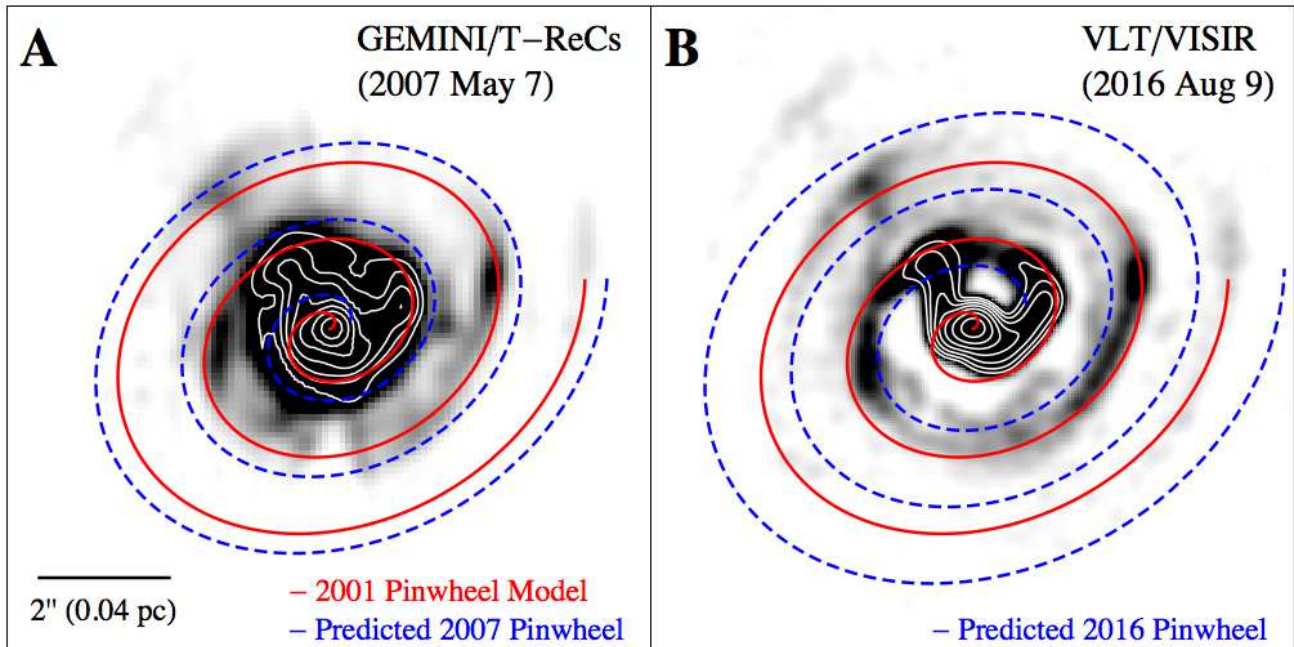 A
GEMINI/T–ReCs
(2007 May 7)
2" (0.04 pc)
– 2001 Pinwheel Model
– Predicted 2007 Pinwheel
B
VLT/VISIR
(2016 Aug 9)
– Predicted 2016 Pinwheel